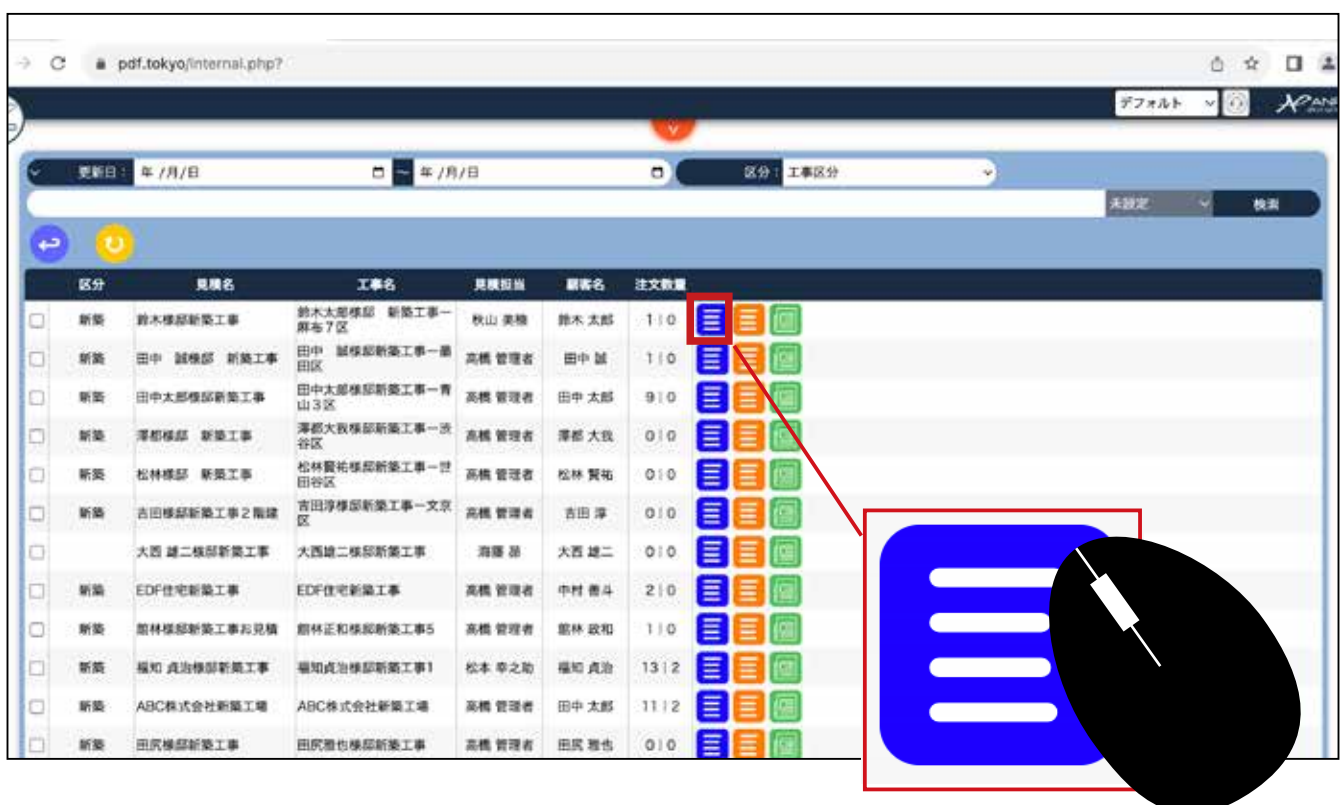 pdf.tokyo/internal.php?
デフォルト
更新日： 年 /月/日 ～ 年 /月/日 区分： 工事区分
未設定 検索
区分 見積名 工事名 見積担当 顧客名 注文数量
新築 鈴木様邸新築工事 鈴木太郎様邸　新築工事ー麻布７区 秋山 美穂 鈴木 太郎 1 | 0
新築 田中　誠様邸　新築工事 田中　誠様邸新築工事ー墨田区 高橋 管理者 田中 誠 1 | 0
新築 田中太郎様邸新築工事 田中太郎様邸新築工事ー青山３区 高橋 管理者 田中 太郎 9 | 0
新築 澤都様邸　新築工事 澤都大我様邸新築工事ー渋谷区 高橋 管理者 澤都 大我 0 | 0
新築 松林様邸　新築工事 松林賢祐様邸新築工事ー世田谷区 高橋 管理者 松林 賢祐 0 | 0
新築 吉田様邸新築工事２階建 吉田淳様邸新築工事ー文京区 高橋 管理者 吉田 淳 0 | 0
大西 雄二様邸新築工事 大西雄二様邸新築工事 大西 雄二 0 | 0
新築 EDF住宅新築工事 EDF住宅新築工事 高橋 管理者 中村 善斗 2 | 0
新築 館林様邸新築工事お見積 館林正和様邸新築工事5 高橋 管理者 館林 政和 1 | 0
新築 福知 貞治様邸新築工事 福知貞治様邸新築工事1 松本 幸之助 福知 貞治 13 | 2
新築 ABC株式会社新築工場 ABC株式会社新築工場 高橋 管理者 田中 太郎 11 | 2
新築 田尻様邸新築工事 田尻雅也様邸新築工事 高橋 管理者 田尻 雅也 0 | 0